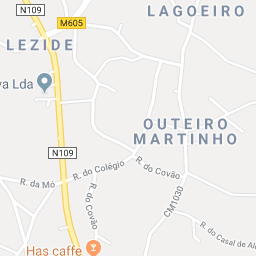 N109
LAGOEIRO
M605
LEZIDE
va Lda
OUTEIRO
MARTINHO
N109
R. do Colégio
R. do Covão
R. da Mó
R. do Covão
CM1030
Has caffe
R. do Casal de Al